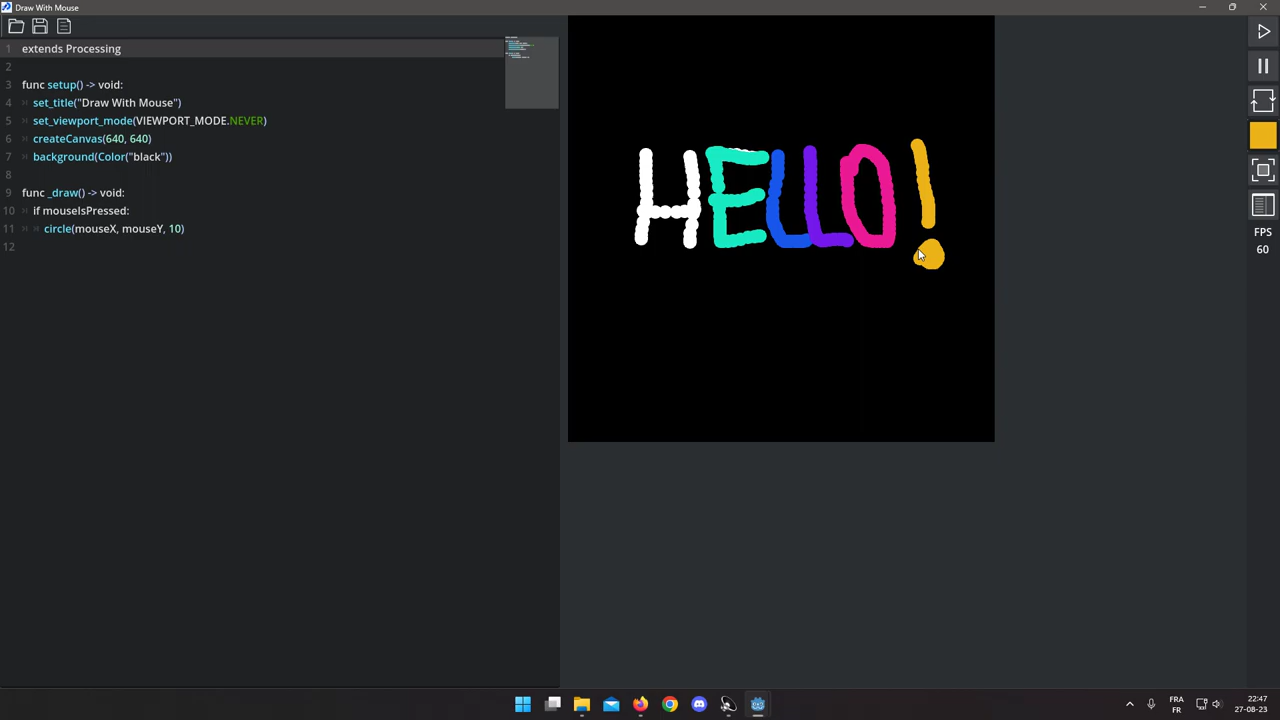 Draw With Mouse
1 extends Processing
2
3 func setup() -> void:
4 set_title("Draw With Mouse")
5 set_viewport_mode(VIEWPORT_MODE.NEVER)
6 createCanvas(640, 640)
7 background(Color("black"))
8
9 func _draw() -> void:
10 if mouseIsPressed:
11 circle(mouseX, mouseY, 10)
12
HELLO!
FPS
60
FRA
FR
22:47
27-08-23